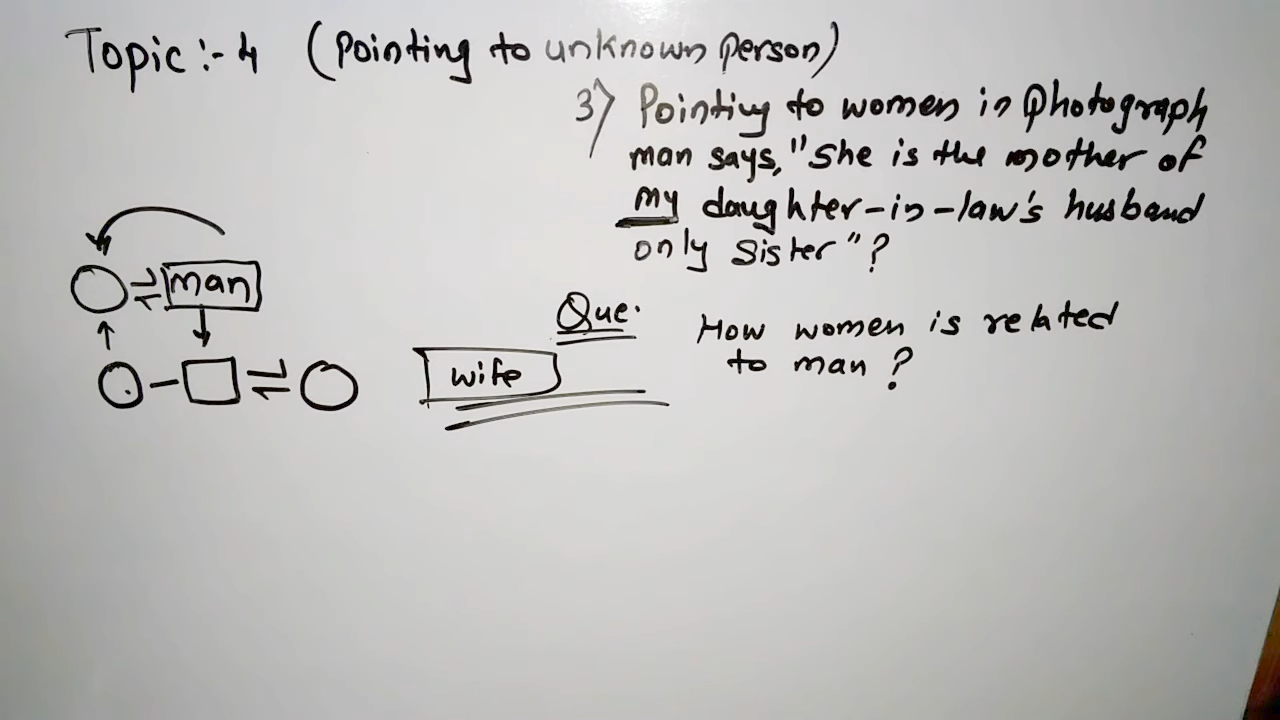 Topic :- 4 (Pointing to unknown person)
3) Pointing to women in Photograph
man says, "She is the mother of
my daughter-in-law's husband
only sister"?
Que. How women is related
to man?
man
wife